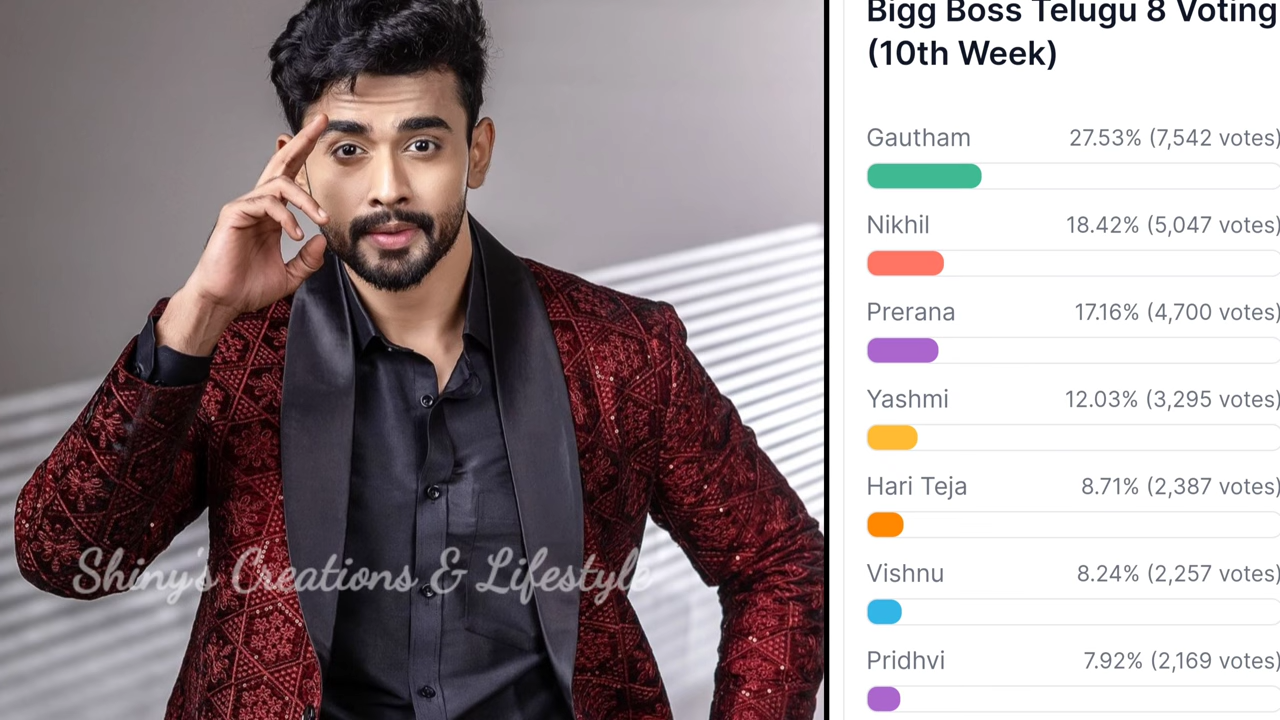 Shiny's Creations & Lifestyle
Bigg Boss Telugu 8 Voting
(10th Week)
Gautham 27.53% (7,542 votes)
Nikhil 18.42% (5,047 votes)
Prerana 17.16% (4,700 votes)
Yashmi 12.03% (3,295 votes)
Hari Teja 8.71% (2,387 votes)
Vishnu 8.24% (2,257 votes)
Pridhvi 7.92% (2,169 votes)